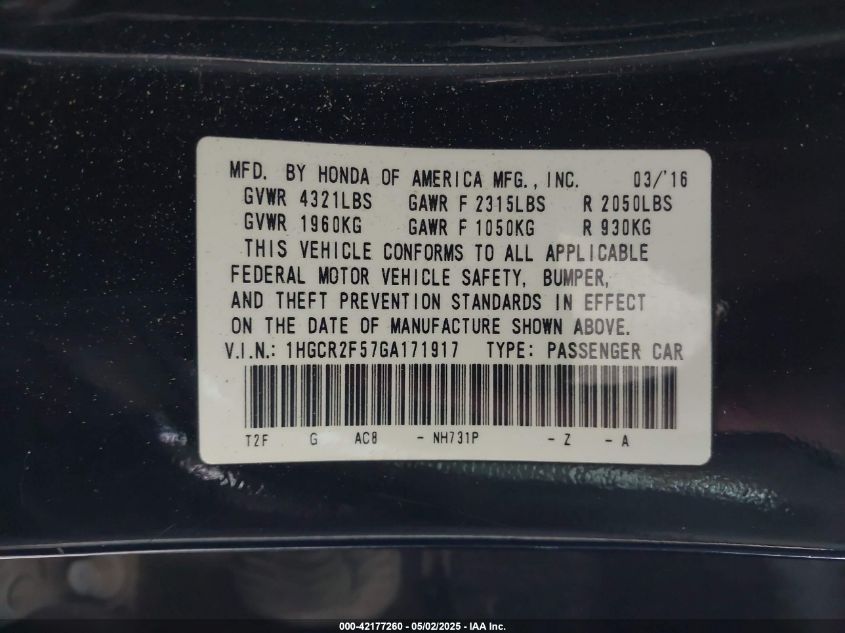 MFD. BY HONDA OF AMERICA MFG., INC. 03/'16
GVWR 4321LBS GAWR F 2315LBS R 2050LBS
GVWR 1960KG GAWR F 1050KG R 930KG
THIS VEHICLE CONFORMS TO ALL APPLICABLE
FEDERAL MOTOR VEHICLE SAFETY, BUMPER,
AND THEFT PREVENTION STANDARDS IN EFFECT
ON THE DATE OF MANUFACTURE SHOWN ABOVE.
V.I.N.: 1HGCR2F57GA171917 TYPE: PASSENGER CAR
T2F G AC8 - NH731P - Z - A
000-42177260 - 05/02/2025 - IAA Inc.